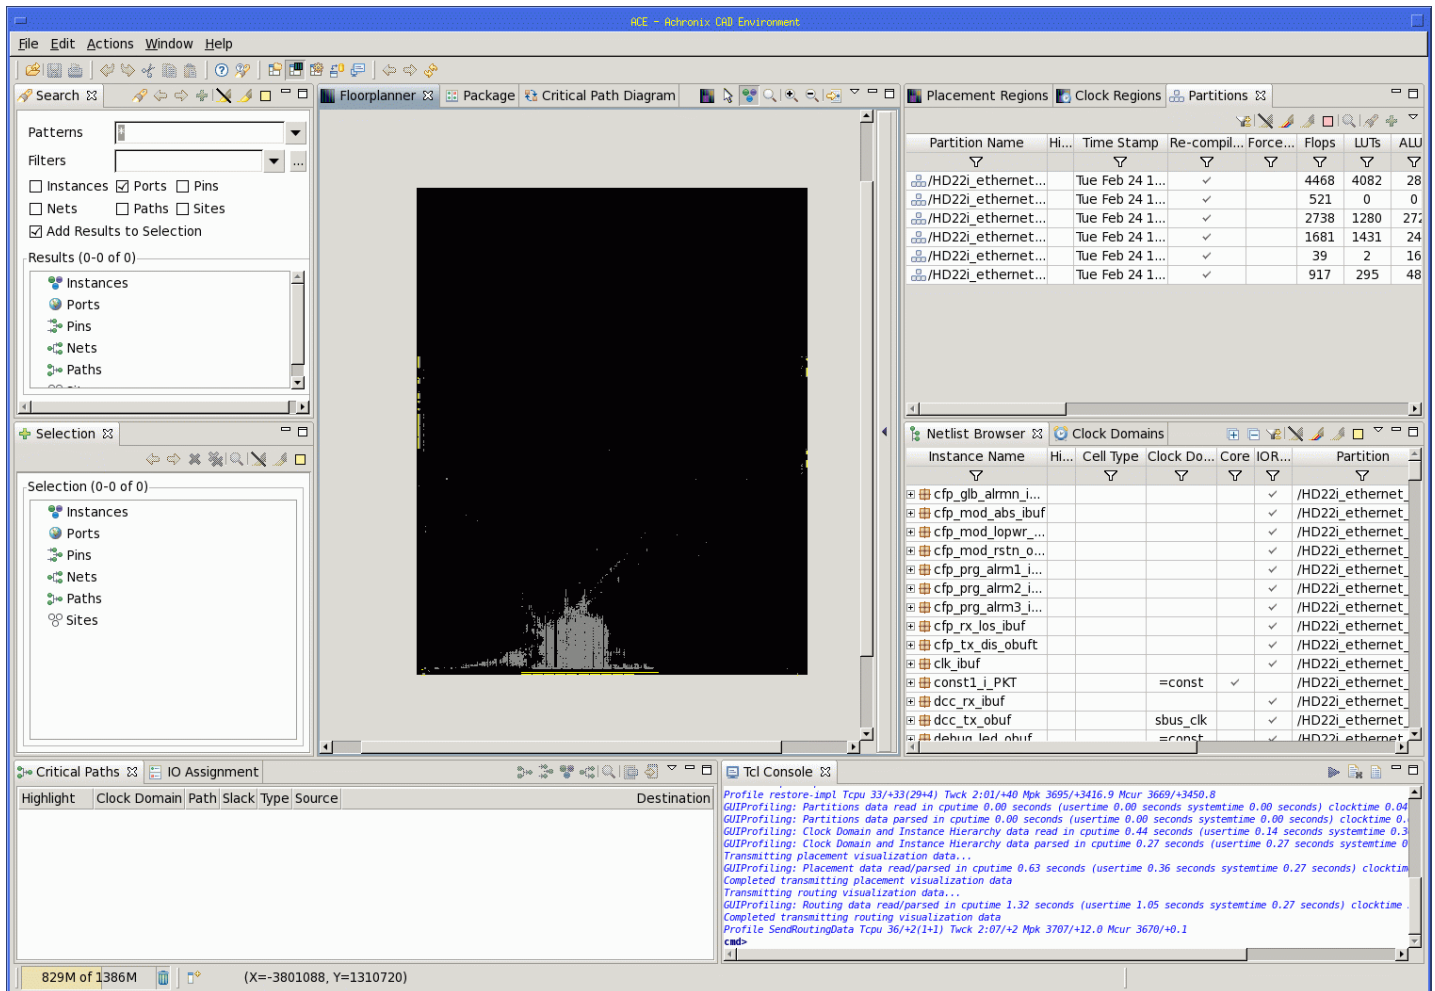 ACE - Achronix CAD Environment
File Edit Actions Window Help
Search
Patterns *
Filters ...
Instances Ports Pins
Nets Paths Sites
Add Results to Selection
Results (0-0 of 0)
Instances
Ports
Pins
Nets
Paths
Selection
Selection (0-0 of 0)
Instances
Ports
Pins
Nets
Paths
Sites
Floorplanner Package Critical Path Diagram
Placement Regions Clock Regions Partitions
Partition Name Hi... Time Stamp Re-compil... Force... Flops LUTs ALU
/HD22i_ethernet... Tue Feb 24 1... 4468 4082 28
/HD22i_ethernet... Tue Feb 24 1... 521 0 0
/HD22i_ethernet... Tue Feb 24 1... 2738 1280 272
/HD22i_ethernet... Tue Feb 24 1... 1681 1431 24
/HD22i_ethernet... Tue Feb 24 1... 39 2 16
/HD22i_ethernet... Tue Feb 24 1... 917 295 48
Netlist Browser Clock Domains
Instance Name Hi... Cell Type Clock Do... Core IOR... Partition
cfp_glb_alrmn_i... /HD22i_ethernet_
cfp_mod_abs_ibuf /HD22i_ethernet_
cfp_mod_lopwr_... /HD22i_ethernet_
cfp_mod_rstn_o... /HD22i_ethernet_
cfp_prg_alrm1_i... /HD22i_ethernet_
cfp_prg_alrm2_i... /HD22i_ethernet_
cfp_prg_alrm3_i... /HD22i_ethernet_
cfp_rx_los_ibuf /HD22i_ethernet_
cfp_tx_dis_obuft /HD22i_ethernet_
clk_ibuf /HD22i_ethernet_
const1_i_PKT =const /HD22i_ethernet_
dcc_rx_ibuf /HD22i_ethernet_
dcc_tx_obuf sbus_clk /HD22i_ethernet_
debug_led_obuf =const /HD22i_ethernet_
Critical Paths IO Assignment
Highlight Clock Domain Path Slack Type Source Destination
Tcl Console
Profile restore-impl Tcpu 33/+33(29+4) Twck 2:01/+40 Mpk 3695/+3416.9 Mcur 3669/+3450.8
GUIProfiling: Partitions data read in cputime 0.00 seconds (usertime 0.00 seconds systemtime 0.00 seconds) clocktime 0.04
GUIProfiling: Partitions data parsed in cputime 0.00 seconds (usertime 0.00 seconds systemtime 0.00 seconds) clocktime 0.
GUIProfiling: Clock Domain and Instance Hierarchy data read in cputime 0.44 seconds (usertime 0.14 seconds systemtime 0.3
GUIProfiling: Clock Domain and Instance Hierarchy data parsed in cputime 0.27 seconds (usertime 0.27 seconds systemtime 0
Transmitting placement visualization data...
GUIProfiling: Placement data read/parsed in cputime 0.63 seconds (usertime 0.36 seconds systemtime 0.27 seconds) clocktim
Completed transmitting placement visualization data
Transmitting routing visualization data...
GUIProfiling: Routing data read/parsed in cputime 1.32 seconds (usertime 1.05 seconds systemtime 0.27 seconds) clocktime
Completed transmitting routing visualization data
Profile SendRoutingData Tcpu 36/+2(1+1) Twck 2:07/+2 Mpk 3707/+12.0 Mcur 3670/+0.1
cmd>
829M of 1386M (X=-3801088, Y=1310720)